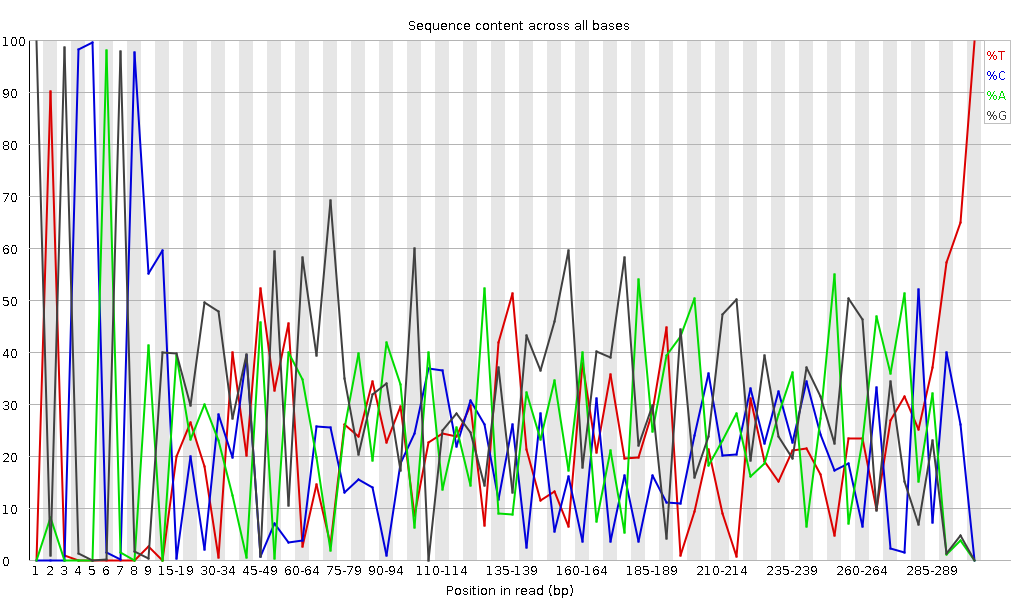 Sequence content across all bases
100
90
80
70
60
50
40
30
20
10
0
%T
%C
%A
%G
1 2 3 4 5 6 7 8 9 15-19 30-34 45-49 60-64 75-79 90-94 110-114 135-139 160-164 185-189 210-214 235-239 260-264 285-289
Position in read (bp)